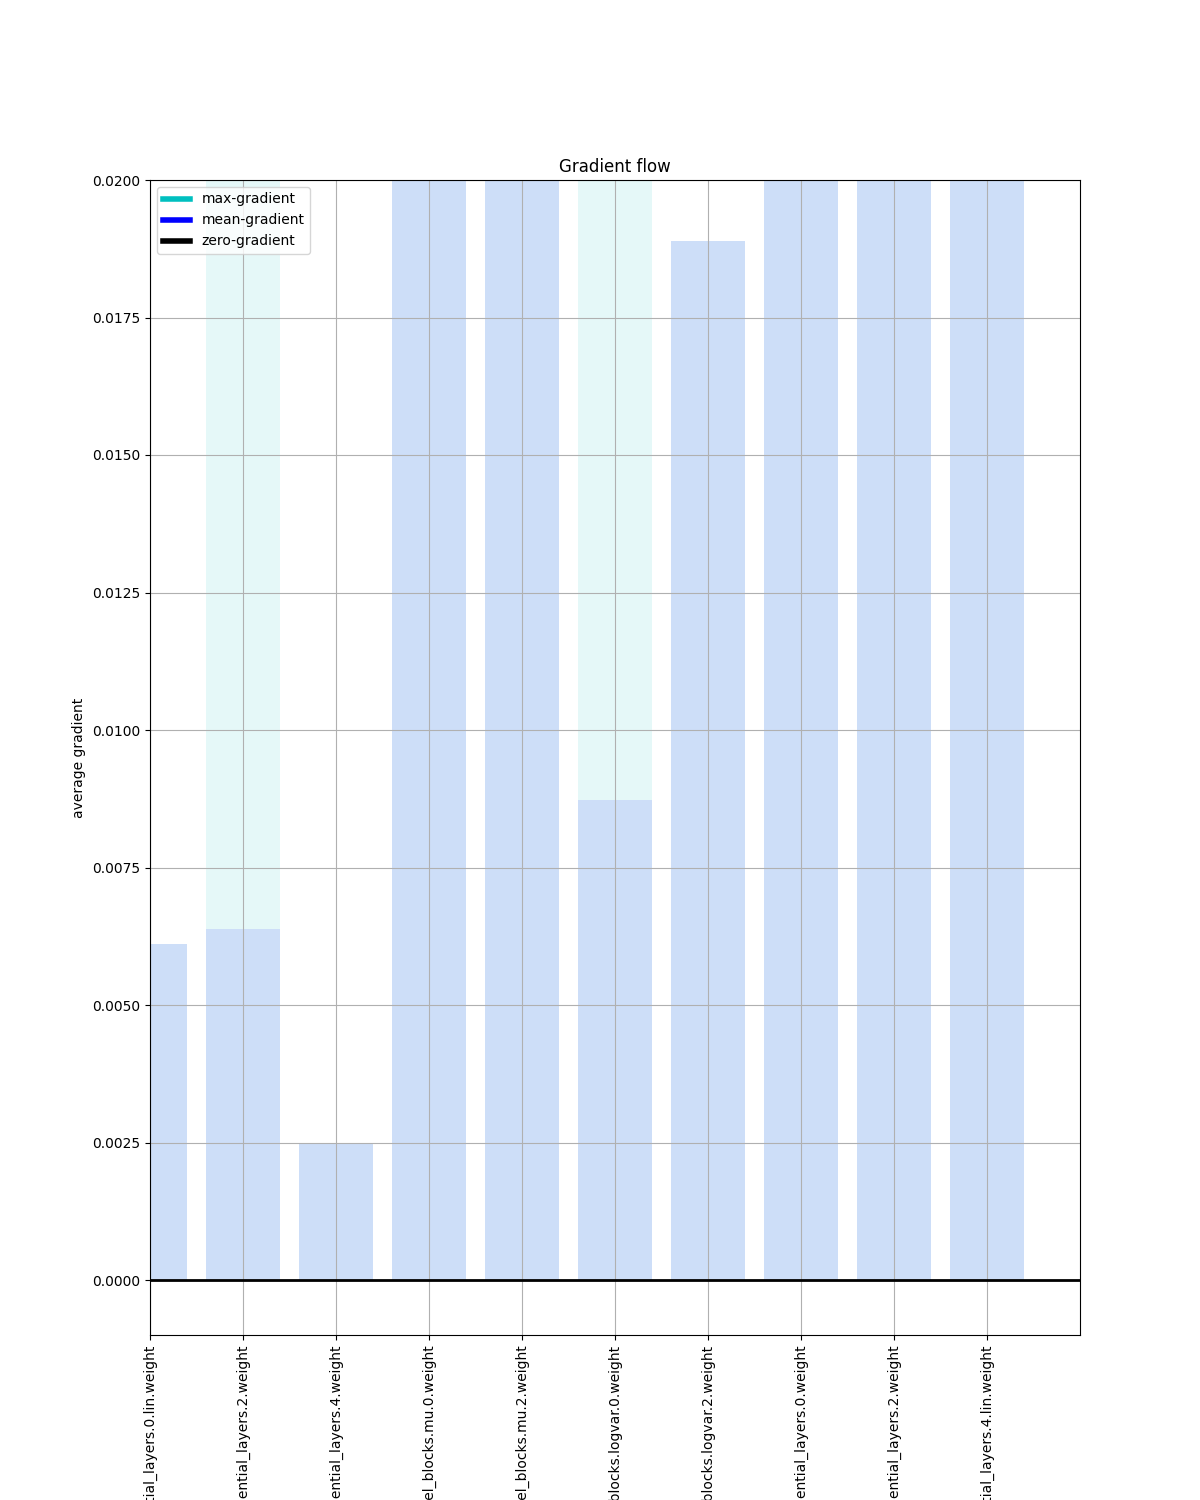 Gradient flow
max-gradient
mean-gradient
zero-gradient
0.0200
0.0175
0.0150
0.0125
0.0100
0.0075
0.0050
0.0025
0.0000
average gradient
tial_layers.0.lin.weight
ential_layers.2.weight
ential_layers.4.weight
el_blocks.mu.0.weight
el_blocks.mu.2.weight
blocks.logvar.0.weight
blocks.logvar.2.weight
ential_layers.0.weight
ential_layers.2.weight
tial_layers.4.lin.weight